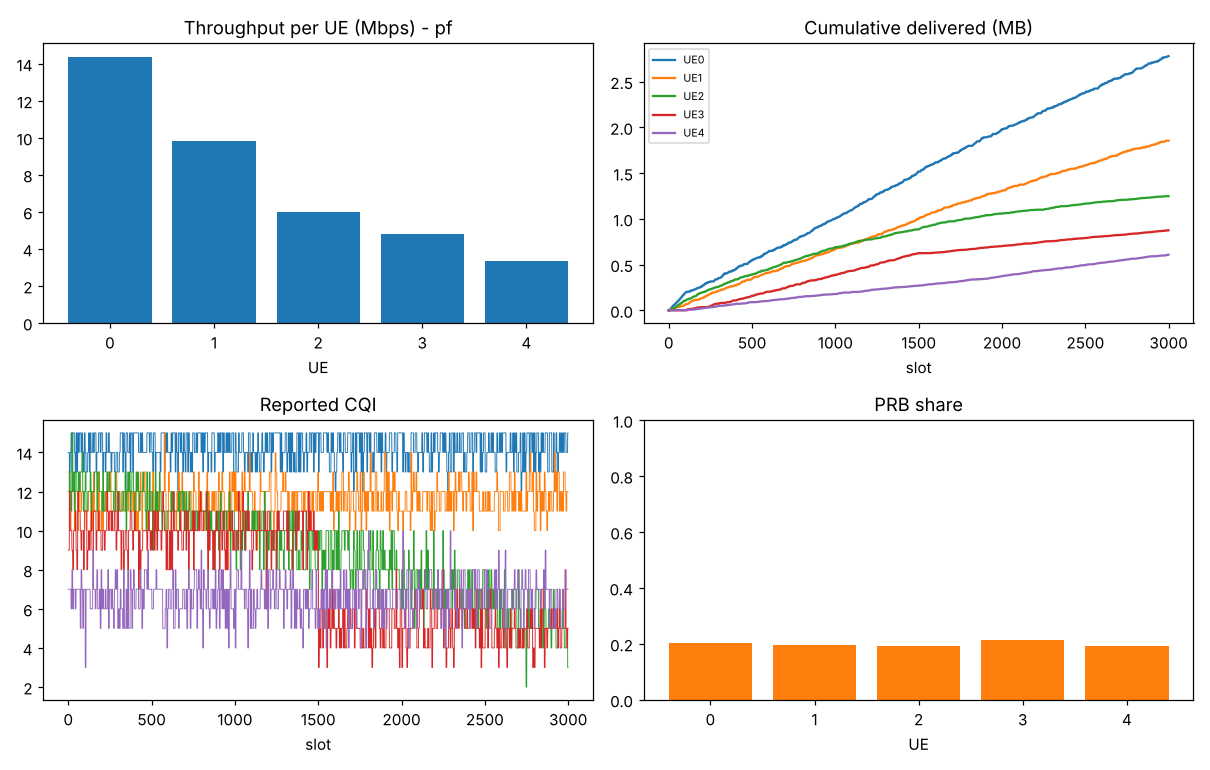 Throughput per UE (Mbps) - pf
14
12
10
8
6
4
2
0
0 1 2 3 4
UE
Cumulative delivered (MB)
UE0
UE1
UE2
UE3
UE4
2.5
2.0
1.5
1.0
0.5
0.0
0 500 1000 1500 2000 2500 3000
slot
Reported CQI
14
12
10
8
6
4
2
0 500 1000 1500 2000 2500 3000
slot
PRB share
1.0
0.8
0.6
0.4
0.2
0.0
0 1 2 3 4
UE